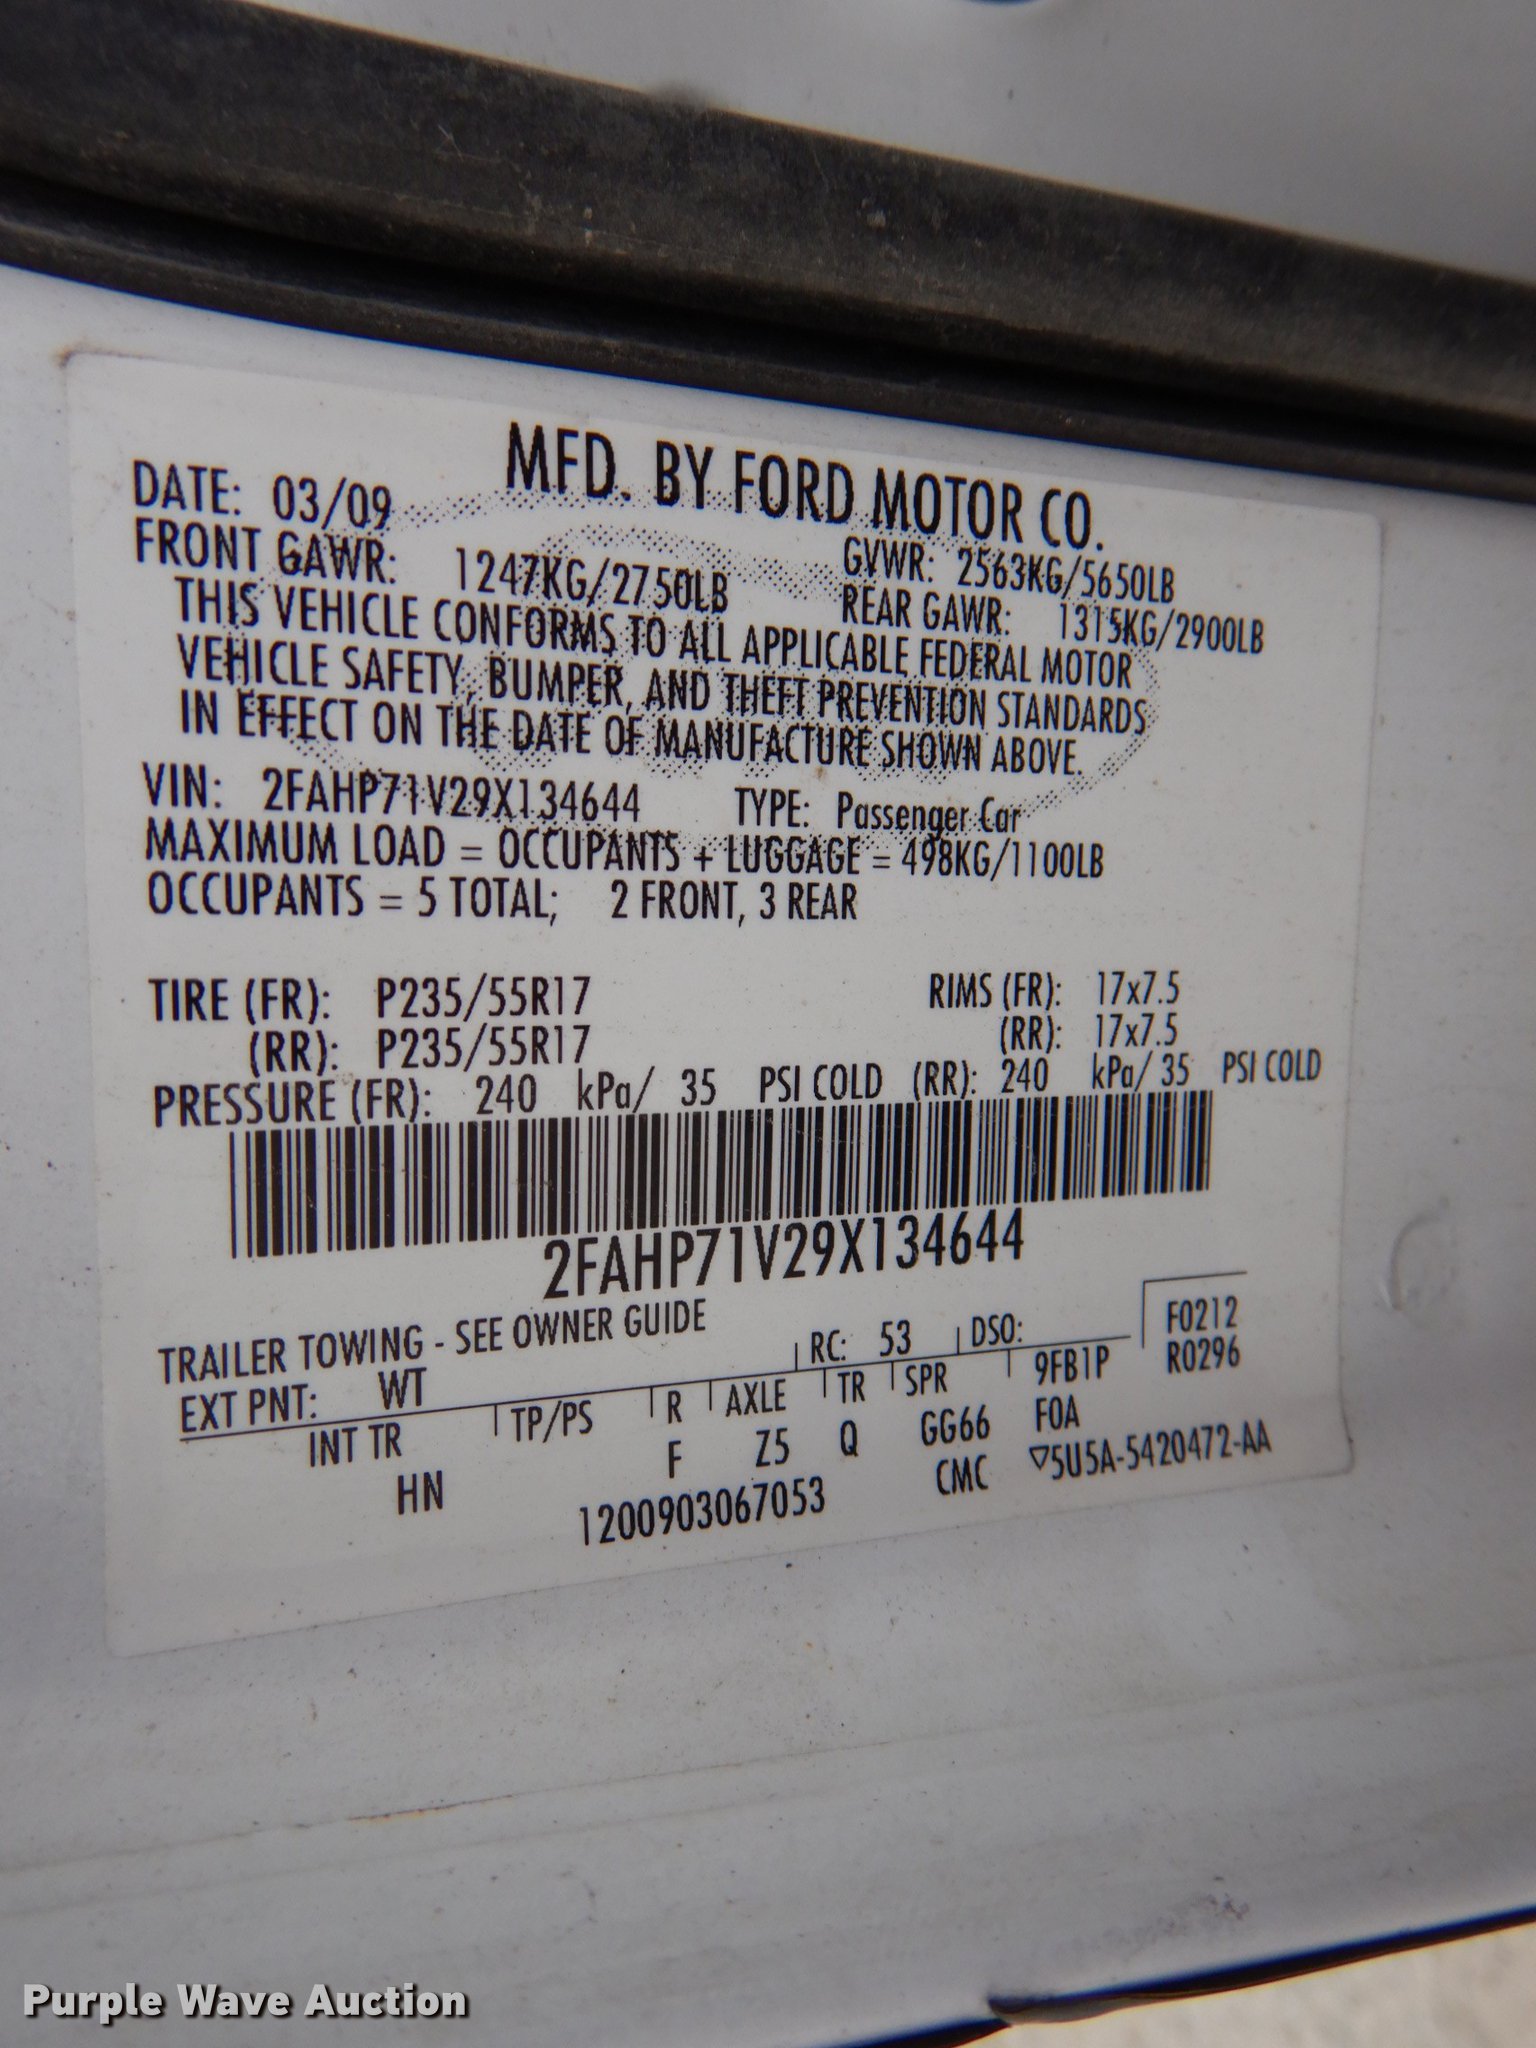 MFD. BY FORD MOTOR CO.
DATE: 03/09
GVWR: 2563KG/5650LB
FRONT GAWR: 1247KG/2750LB
REAR GAWR: 1315KG/2900LB
THIS VEHICLE CONFORMS TO ALL APPLICABLE FEDERAL MOTOR
VEHICLE SAFETY, BUMPER, AND THEFT PREVENTION STANDARDS
IN EFFECT ON THE DATE OF MANUFACTURE SHOWN ABOVE.
VIN: 2FAHP71V29X134644 TYPE: Passenger Car
MAXIMUM LOAD = OCCUPANTS + LUGGAGE = 498KG/1100LB
OCCUPANTS = 5 TOTAL; 2 FRONT, 3 REAR
TIRE (FR): P235/55R17 RIMS (FR): 17x7.5
(RR): P235/55R17 (RR): 17x7.5
PRESSURE (FR): 240 kPa/ 35 PSI COLD (RR): 240 kPa/ 35 PSI COLD
2FAHP71V29X134644
TRAILER TOWING - SEE OWNER GUIDE
EXT PNT: WT RC: 53 DSO: F0212
INT TR TP/PS R AXLE TR SPR 9FB1P R0296
HN F Z5 Q GG66 F0A
1200903067053 CMC ▽5U5A-5420472-AA
Purple Wave Auction